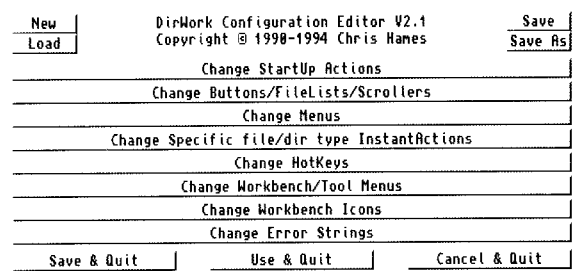 New DirWork Configuration Editor V2.1 Save
Load Copyright © 1990-1994 Chris Hames Save As
Change StartUp Actions
Change Buttons/FileLists/Scrollers
Change Menus
Change Specific file/dir type InstantActions
Change HotKeys
Change Workbench/Tool Menus
Change Workbench Icons
Change Error Strings
Save & Quit Use & Quit Cancel & Quit